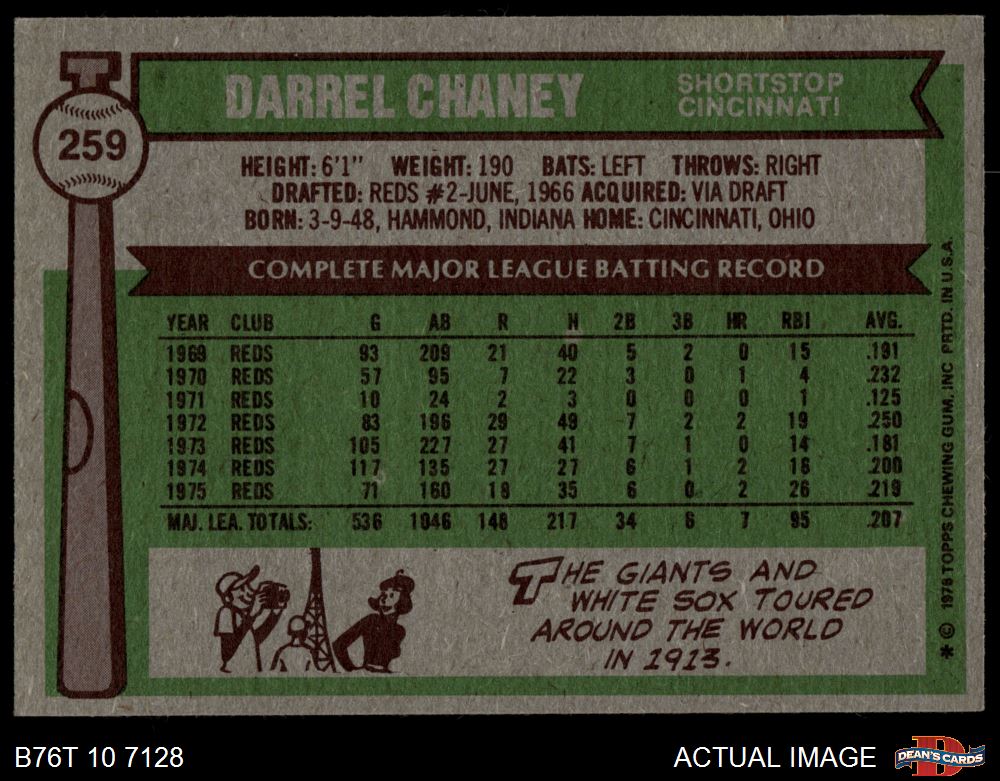 DARREL CHANEY
SHORTSTOP
CINCINNATI
259
HEIGHT: 6'1" WEIGHT: 190 BATS: LEFT THROWS: RIGHT
DRAFTED: REDS #2-JUNE, 1966 ACQUIRED: VIA DRAFT
BORN: 3-9-48, HAMMOND, INDIANA HOME: CINCINNATI, OHIO
COMPLETE MAJOR LEAGUE BATTING RECORD
YEAR CLUB G AB R H 2B 3B HR RBI AVG.
1969 REDS 93 209 21 40 5 2 0 15 .191
1970 REDS 57 95 7 22 3 0 1 4 .232
1971 REDS 10 24 2 3 0 0 0 1 .125
1972 REDS 83 196 29 49 7 2 2 19 .250
1973 REDS 105 227 27 41 7 1 0 14 .181
1974 REDS 117 135 27 27 6 1 2 16 .200
1975 REDS 71 160 18 35 6 0 2 26 .219
MAJ. LEA. TOTALS: 536 1046 146 217 34 6 7 95 .207
THE GIANTS AND
WHITE SOX TOURED
AROUND THE WORLD
IN 1913.
* © 1976 TOPPS CHEWING GUM, INC PRTD. IN U.S.A.
B76T 10 7128
ACTUAL IMAGE
D
DEAN'S CARDS